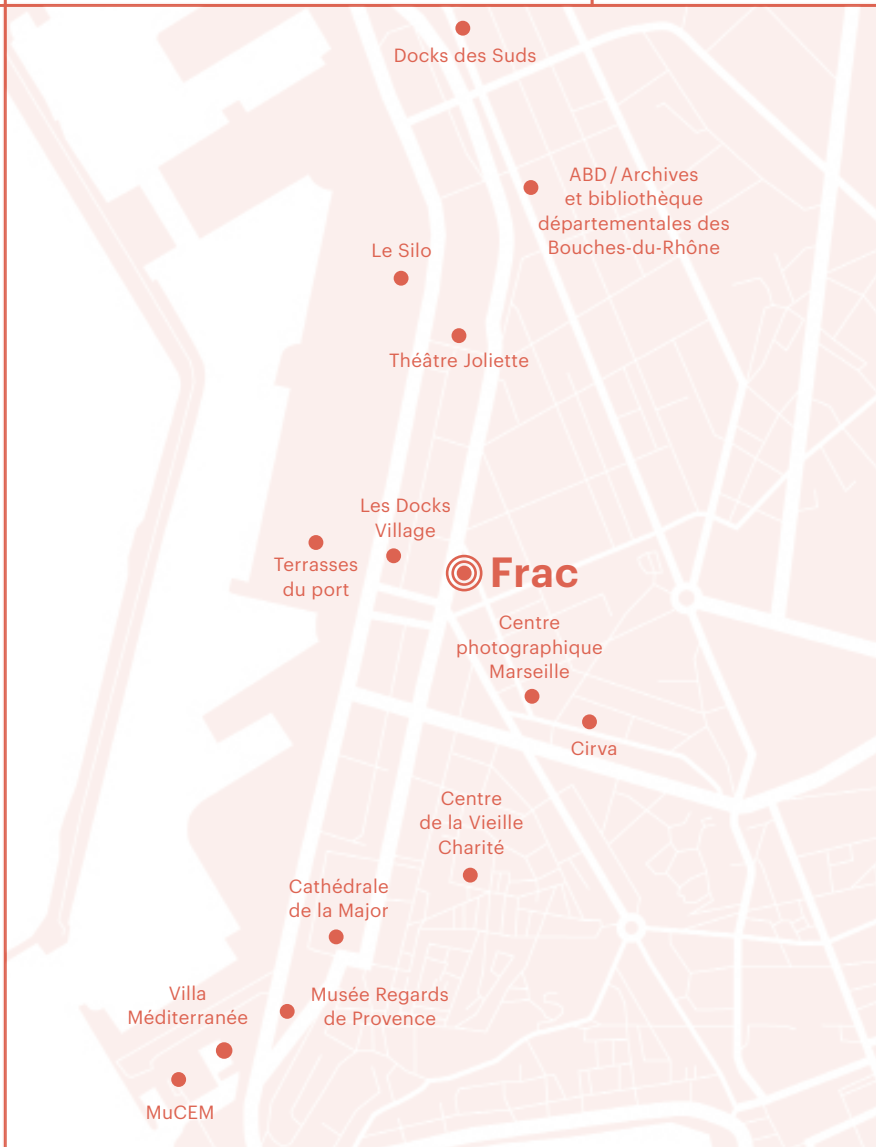 Docks des Suds
ABD / Archives
et bibliothèque
départementales des
Bouches-du-Rhône
Le Silo
Théâtre Joliette
Les Docks
Village
Terrasses
du port
Frac
Centre
photographique
Marseille
Cirva
Centre
de la Vieille
Charité
Cathédrale
de la Major
Villa
Méditerranée
Musée Regards
de Provence
MuCEM